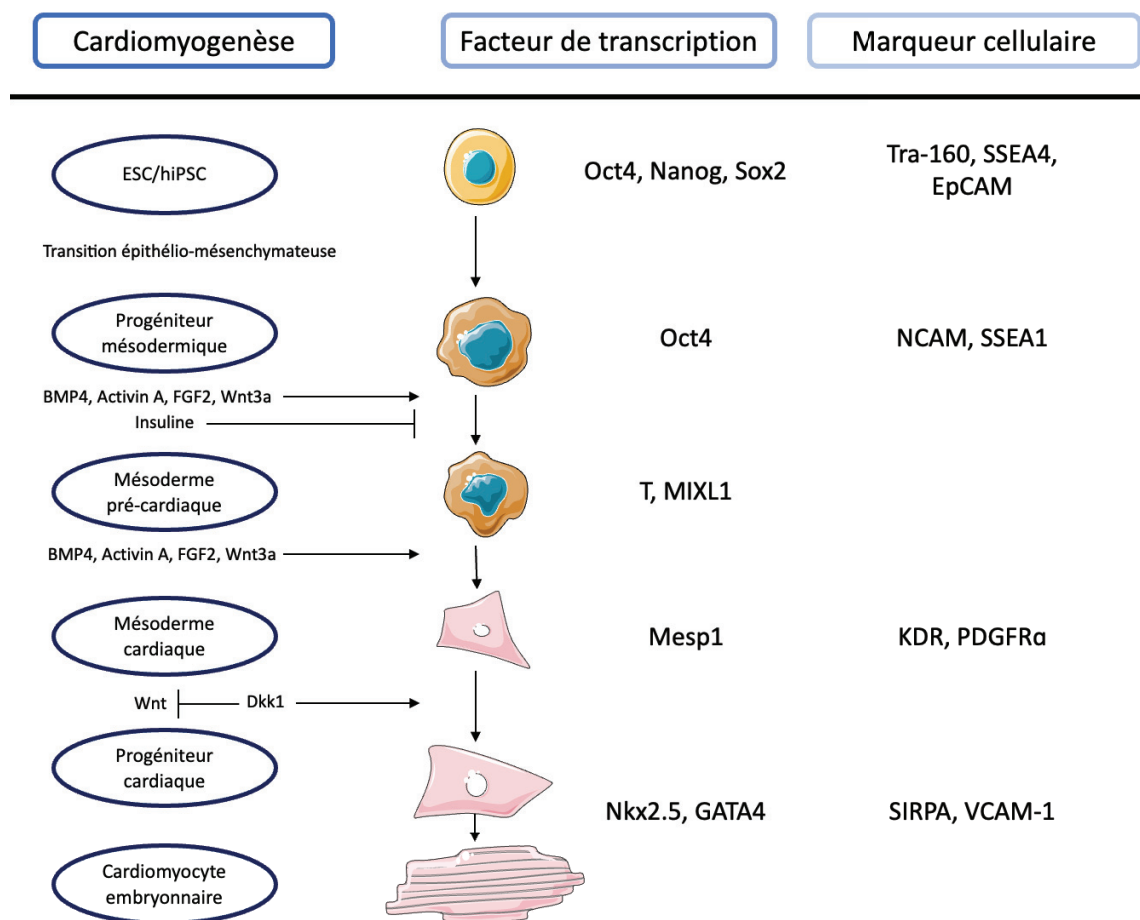 Cardiomyogenèse
Facteur de transcription
Marqueur cellulaire
ESC/hiPSC
Oct4, Nanog, Sox2
Tra-160, SSEA4,
EpCAM
Transition épithélio-mésenchymateuse
Progéniteur
mésodermique
Oct4
NCAM, SSEA1
BMP4, Activin A, FGF2, Wnt3a
Insuline
Mésoderme
pré-cardiaque
T, MIXL1
BMP4, Activin A, FGF2, Wnt3a
Mésoderme
cardiaque
Mesp1
KDR, PDGFRα
Wnt
Dkk1
Progéniteur
cardiaque
Nkx2.5, GATA4
SIRPA, VCAM-1
Cardiomyocyte
embryonnaire